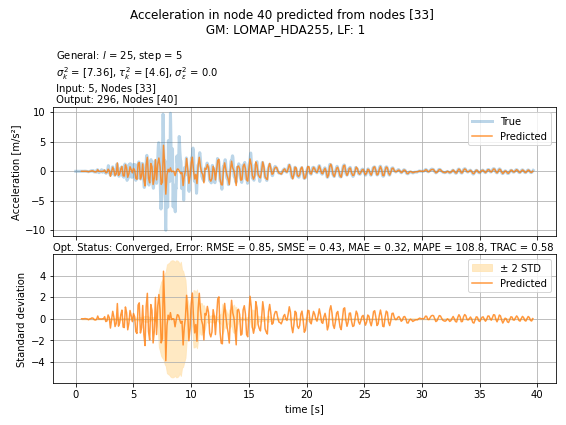 Acceleration in node 40 predicted from nodes [33]
GM: LOMAP_HDA255, LF: 1
General: l = 25, step = 5
σ²ₖ = [7.36], τ²ₖ = [4.6], σ²ε = 0.0
Input: 5, Nodes [33]
Output: 296, Nodes [40]
10
5
0
−5
−10
Acceleration [m/s²]
True
Predicted
Opt. Status: Converged, Error: RMSE = 0.85, SMSE = 0.43, MAE = 0.32, MAPE = 108.8, TRAC = 0.58
4
2
0
−2
−4
Standard deviation
± 2 STD
Predicted
0 5 10 15 20 25 30 35 40
time [s]